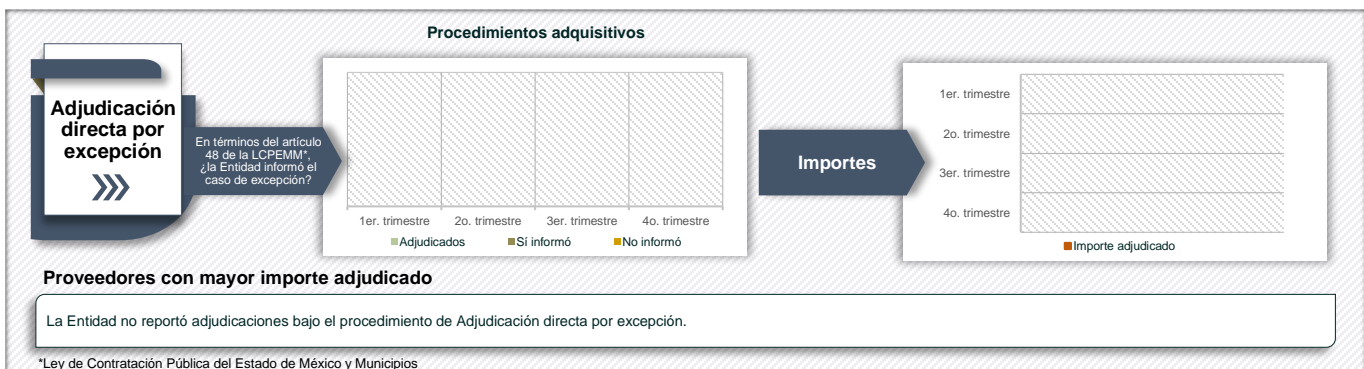 Procedimientos adquisitivos
Adjudicación
directa por
excepción
En términos del artículo
48 de la LCPEMM*,
¿la Entidad informó el
caso de excepción?
1er. trimestre 2o. trimestre 3er. trimestre 4o. trimestre
Adjudicados Sí informó No informó
Importes
1er. trimestre
2o. trimestre
3er. trimestre
4o. trimestre
Importe adjudicado
Proveedores con mayor importe adjudicado
La Entidad no reportó adjudicaciones bajo el procedimiento de Adjudicación directa por excepción.
*Ley de Contratación Pública del Estado de México y Municipios